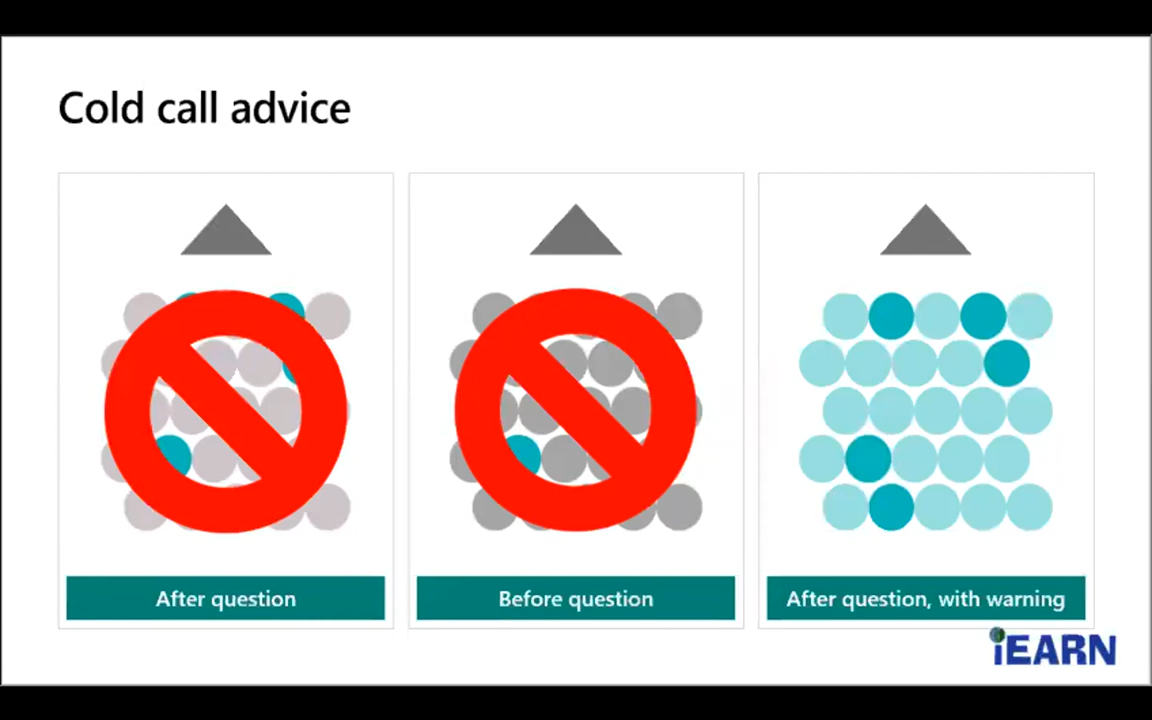 Cold call advice
After question
Before question
After question, with warning
iEARN